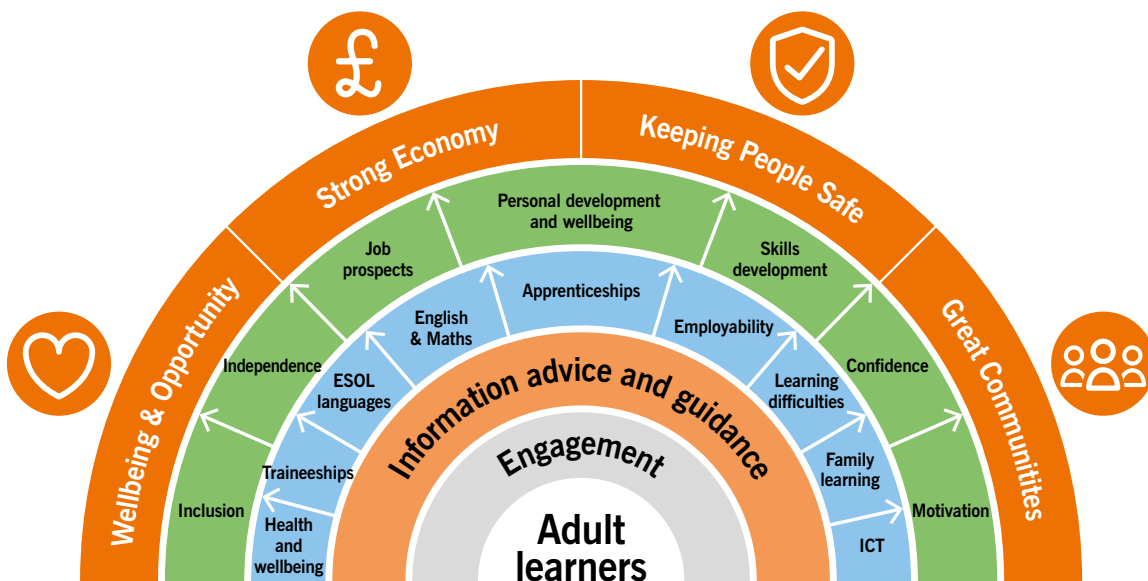 £
Wellbeing & Opportunity
Strong Economy
Keeping People Safe
Great Communitites
Inclusion
Independence
Job
prospects
Personal development
and wellbeing
Skills
development
Confidence
Motivation
Health
and
wellbeing
Traineeships
ESOL
languages
English
& Maths
Apprenticeships
Employability
Learning
difficulties
Family
learning
ICT
Information advice and guidance
Engagement
Adult
learners